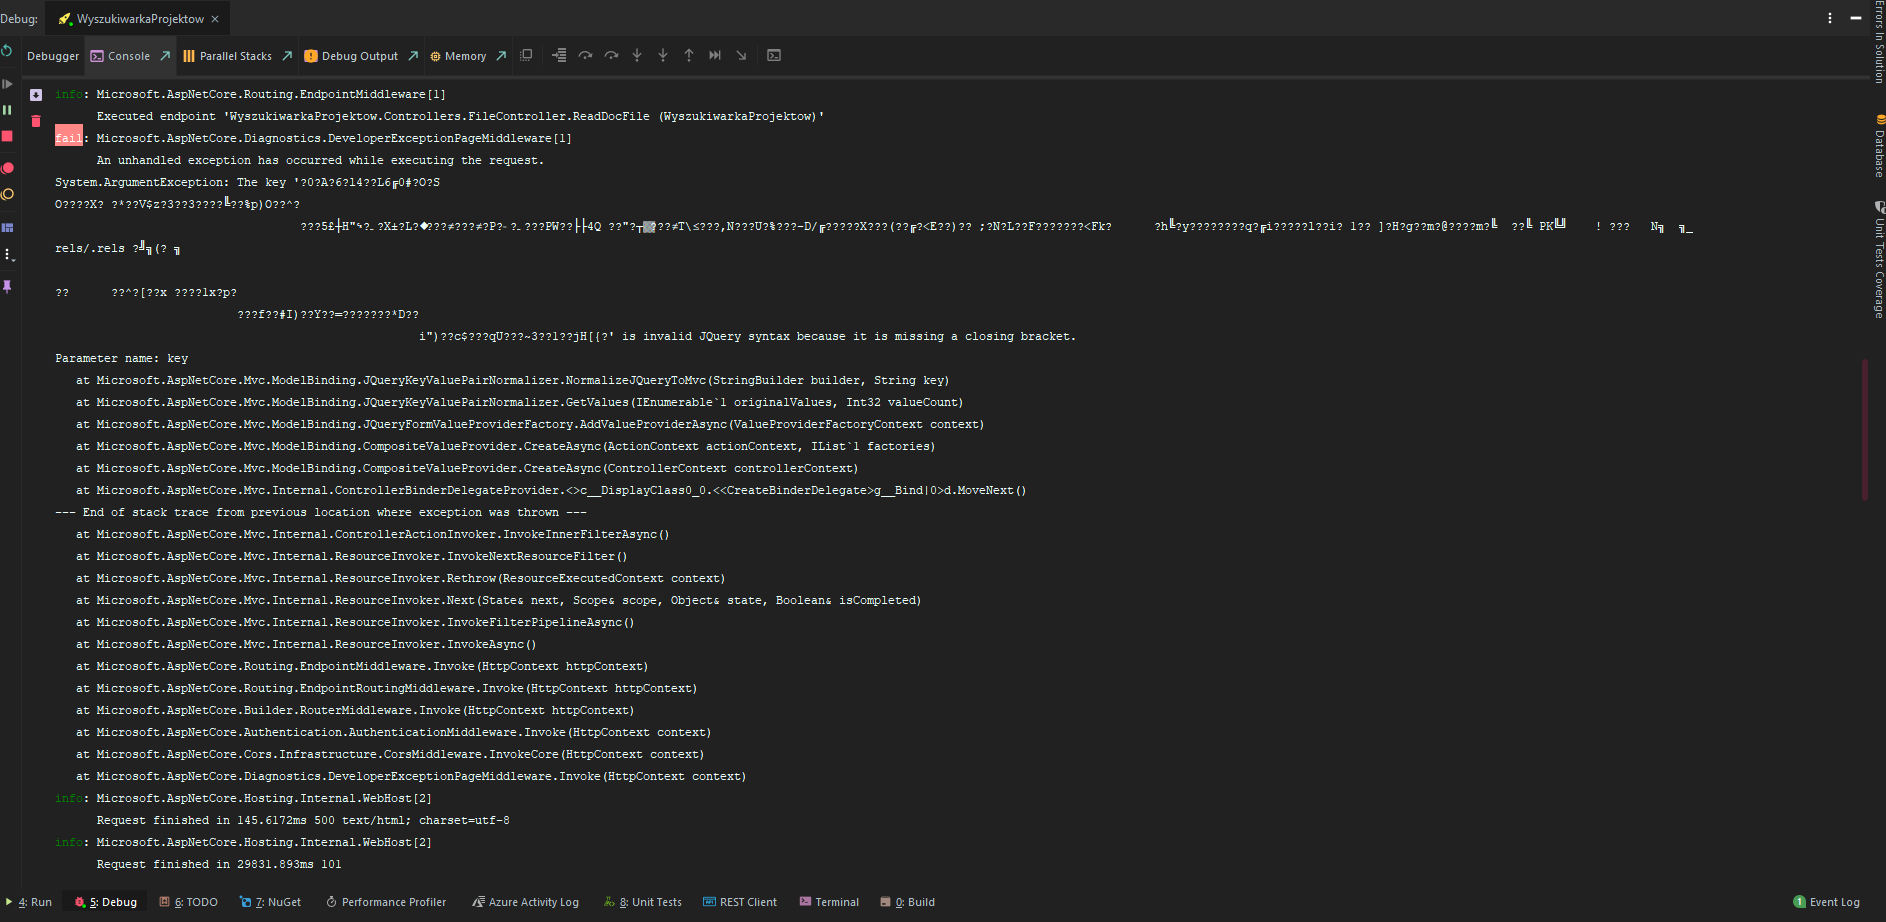 Debug: WyszukiwarkaProjektow ×
Debugger Console Parallel Stacks Debug Output Memory
info: Microsoft.AspNetCore.Routing.EndpointMiddleware[1]
Executed endpoint 'WyszukiwarkaProjektow.Controllers.FileController.ReadDocFile (WyszukiwarkaProjektow)'
fail: Microsoft.AspNetCore.Diagnostics.DeveloperExceptionPageMiddleware[1]
An unhandled exception has occurred while executing the request.
System.ArgumentException: The key '?0?A?6?14??L6╔0#?O?S
O????X? ?*??V$z?3??3????╚??%p)O??^?
rels/.rels ?╝╗(? ╗
?? ??^?[??x ????1x?p?
???f??#I)??Y??=???????*D??
i")??c$???qU???~3??1??jH[{?' is invalid JQuery syntax because it is missing a closing bracket.
Parameter name: key
at Microsoft.AspNetCore.Mvc.ModelBinding.JQueryKeyValuePairNormalizer.NormalizeJQueryToMvc(StringBuilder builder, String key)
at Microsoft.AspNetCore.Mvc.ModelBinding.JQueryKeyValuePairNormalizer.GetValues(IEnumerable`1 originalValues, Int32 valueCount)
at Microsoft.AspNetCore.Mvc.ModelBinding.JQueryFormValueProviderFactory.AddValueProviderAsync(ValueProviderFactoryContext context)
at Microsoft.AspNetCore.Mvc.ModelBinding.CompositeValueProvider.CreateAsync(ActionContext actionContext, IList`1 factories)
at Microsoft.AspNetCore.Mvc.ModelBinding.CompositeValueProvider.CreateAsync(ControllerContext controllerContext)
at Microsoft.AspNetCore.Mvc.Internal.ControllerBinderDelegateProvider.<>c__DisplayClass0_0.<<CreateBinderDelegate>g__Bind|0>d.MoveNext()
--- End of stack trace from previous location where exception was thrown ---
at Microsoft.AspNetCore.Mvc.Internal.ControllerActionInvoker.InvokeInnerFilterAsync()
at Microsoft.AspNetCore.Mvc.Internal.ResourceInvoker.InvokeNextResourceFilter()
at Microsoft.AspNetCore.Mvc.Internal.ResourceInvoker.Rethrow(ResourceExecutedContext context)
at Microsoft.AspNetCore.Mvc.Internal.ResourceInvoker.Next(State& next, Scope& scope, Object& state, Boolean& isCompleted)
at Microsoft.AspNetCore.Mvc.Internal.ResourceInvoker.InvokeFilterPipelineAsync()
at Microsoft.AspNetCore.Mvc.Internal.ResourceInvoker.InvokeAsync()
at Microsoft.AspNetCore.Routing.EndpointMiddleware.Invoke(HttpContext httpContext)
at Microsoft.AspNetCore.Routing.EndpointRoutingMiddleware.Invoke(HttpContext httpContext)
at Microsoft.AspNetCore.Builder.RouterMiddleware.Invoke(HttpContext httpContext)
at Microsoft.AspNetCore.Authentication.AuthenticationMiddleware.Invoke(HttpContext context)
at Microsoft.AspNetCore.Cors.Infrastructure.CorsMiddleware.InvokeCore(HttpContext context)
at Microsoft.AspNetCore.Diagnostics.DeveloperExceptionPageMiddleware.Invoke(HttpContext context)
info: Microsoft.AspNetCore.Hosting.Internal.WebHost[2]
Request finished in 145.6172ms 500 text/html; charset=utf-8
info: Microsoft.AspNetCore.Hosting.Internal.WebHost[2]
Request finished in 29831.893ms 101
4: Run 5: Debug 6: TODO 7: NuGet Performance Profiler Azure Activity Log 8: Unit Tests REST Client Terminal 0: Build 1 Event Log
Errors In Solution
Database
Unit Tests Coverage